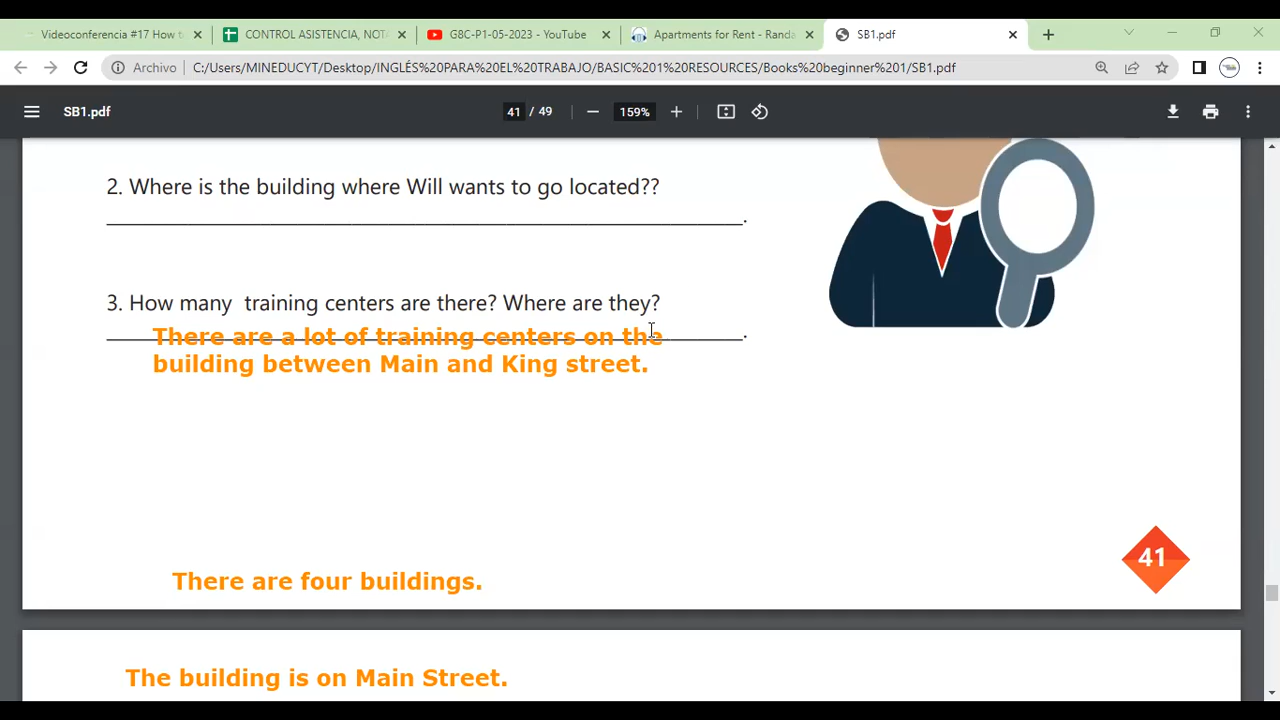 Videoconferencia #17 How t
CONTROL ASISTENCIA, NOT
G8C-P1-05-2023 - YouTube
Apartments for Rent - Randa
SB1.pdf
Archivo
C:/Users/MINEDUCYT/Desktop/INGLÉS%20PARA%20EL%20TRABAJO/BASIC%201%20RESOURCES/Books%20beginner%201/SB1.pdf
SB1.pdf
41 / 49
159%
2. Where is the building where Will wants to go located??
3. How many training centers are there? Where are they?
There are a lot of training centers on the
building between Main and King street.
41
There are four buildings.
The building is on Main Street.